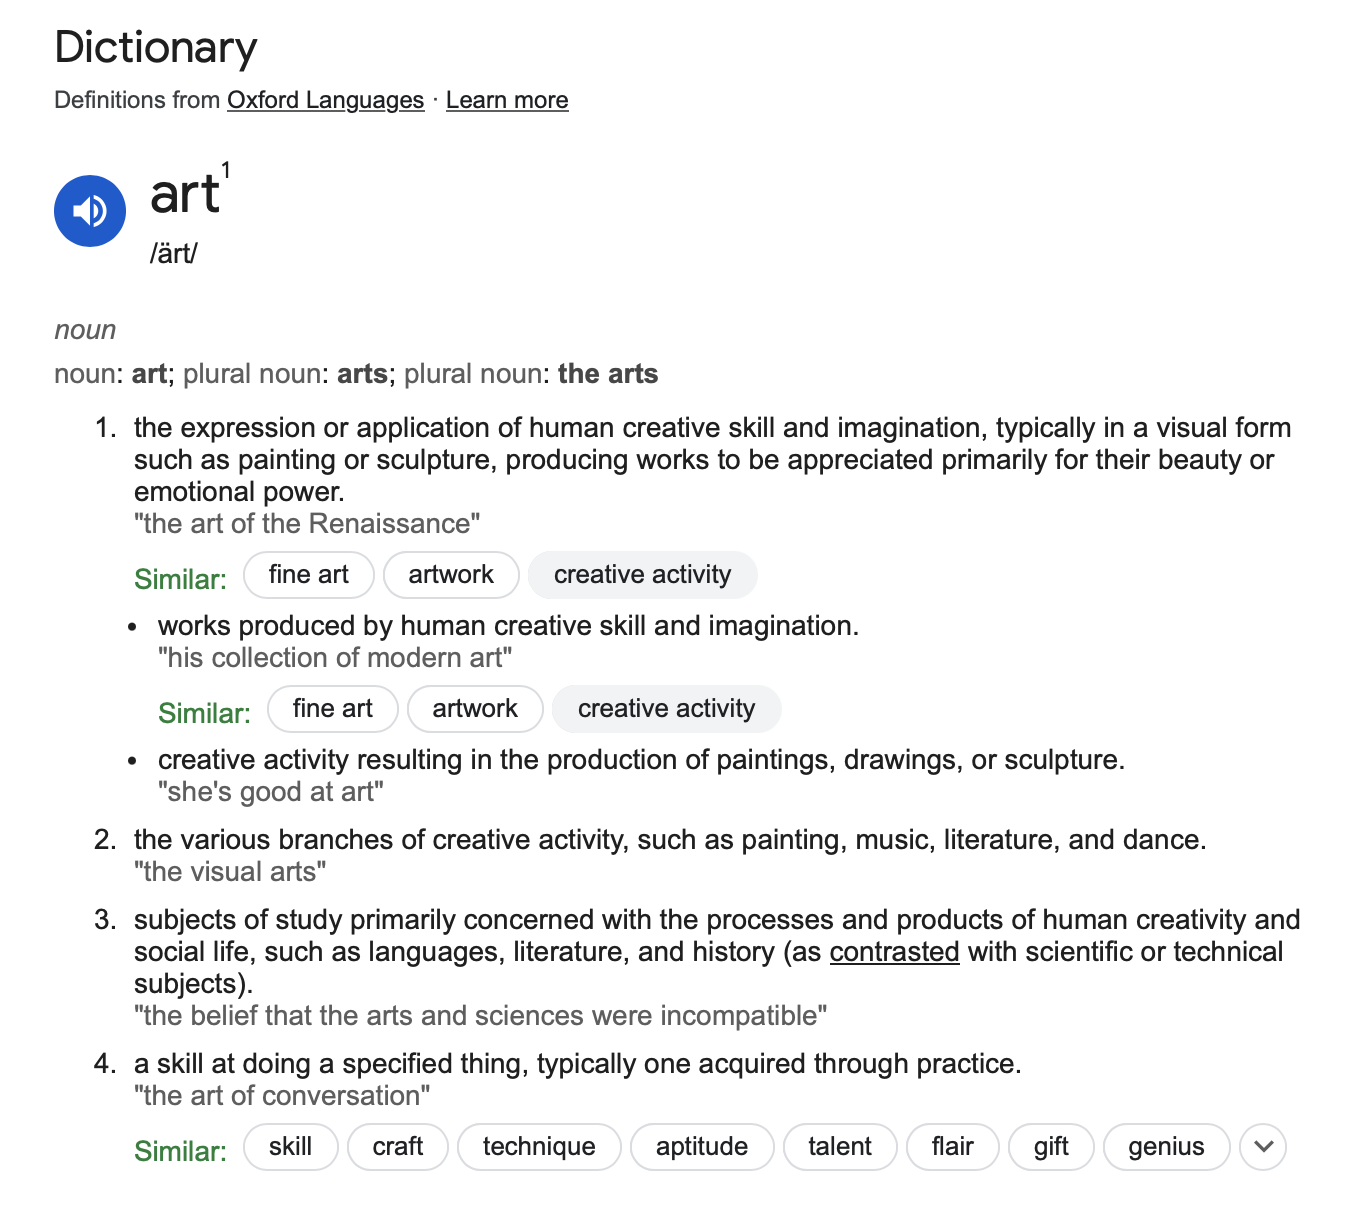 Dictionary
Definitions from Oxford Languages · Learn more
art1
/ärt/
noun
noun: art; plural noun: arts; plural noun: the arts
1. the expression or application of human creative skill and imagination, typically in a visual form
such as painting or sculpture, producing works to be appreciated primarily for their beauty or
emotional power.
"the art of the Renaissance"
Similar: fine art artwork creative activity
• works produced by human creative skill and imagination.
"his collection of modern art"
Similar: fine art artwork creative activity
• creative activity resulting in the production of paintings, drawings, or sculpture.
"she's good at art"
2. the various branches of creative activity, such as painting, music, literature, and dance.
"the visual arts"
3. subjects of study primarily concerned with the processes and products of human creativity and
social life, such as languages, literature, and history (as contrasted with scientific or technical
subjects).
"the belief that the arts and sciences were incompatible"
4. a skill at doing a specified thing, typically one acquired through practice.
"the art of conversation"
Similar: skill craft technique aptitude talent flair gift genius